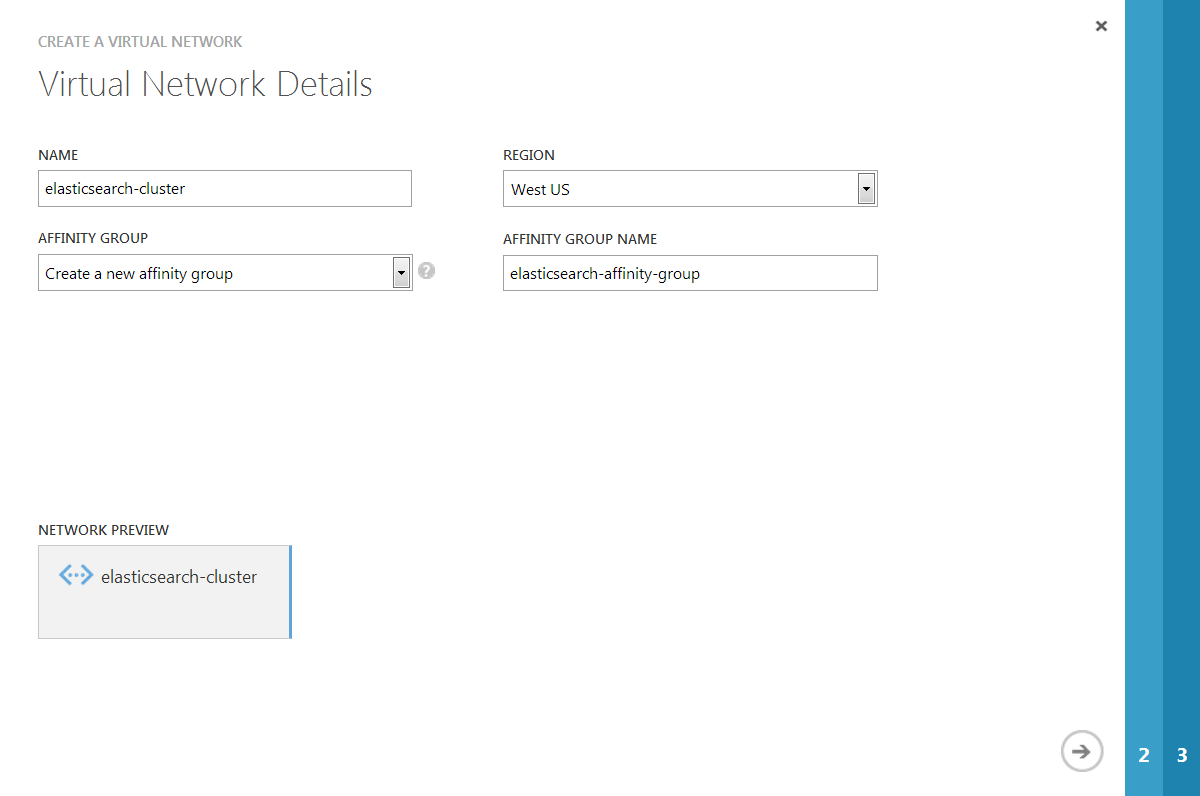 CREATE A VIRTUAL NETWORK
Virtual Network Details
NAME
REGION
elasticsearch-cluster
West US
AFFINITY GROUP
AFFINITY GROUP NAME
Create a new affinity group
?
elasticsearch-affinity-group
NETWORK PREVIEW
elasticsearch-cluster
2
3